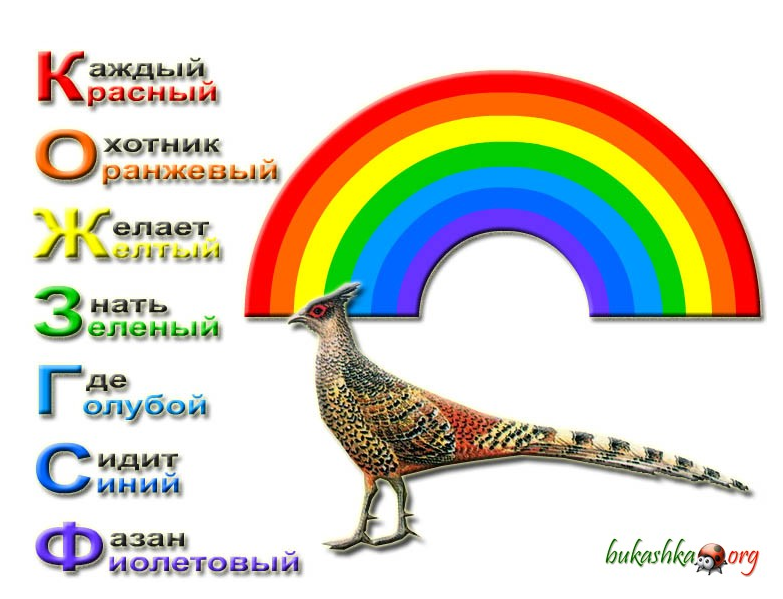 Каждый
Красный
Охотник
Оранжевый
Желает
Желтый
Знать
Зеленый
Где
Голубой
Сидит
Синий
Фазан
Фиолетовый
bukashka.org